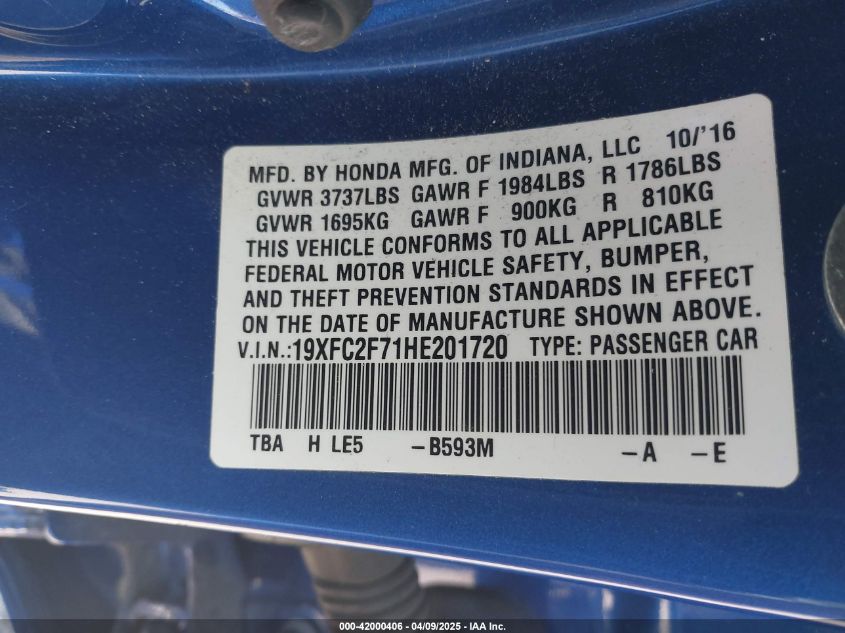 MFD. BY HONDA MFG. OF INDIANA, LLC 10/'16
GVWR 3737LBS GAWR F 1984LBS R 1786LBS
GVWR 1695KG GAWR F 900KG R 810KG
THIS VEHICLE CONFORMS TO ALL APPLICABLE
FEDERAL MOTOR VEHICLE SAFETY, BUMPER,
AND THEFT PREVENTION STANDARDS IN EFFECT
ON THE DATE OF MANUFACTURE SHOWN ABOVE.
V.I.N.:19XFC2F71HE201720 TYPE: PASSENGER CAR
TBA H LE5 -B593M -A -E
000-42000406 - 04/09/2025 - IAA Inc.